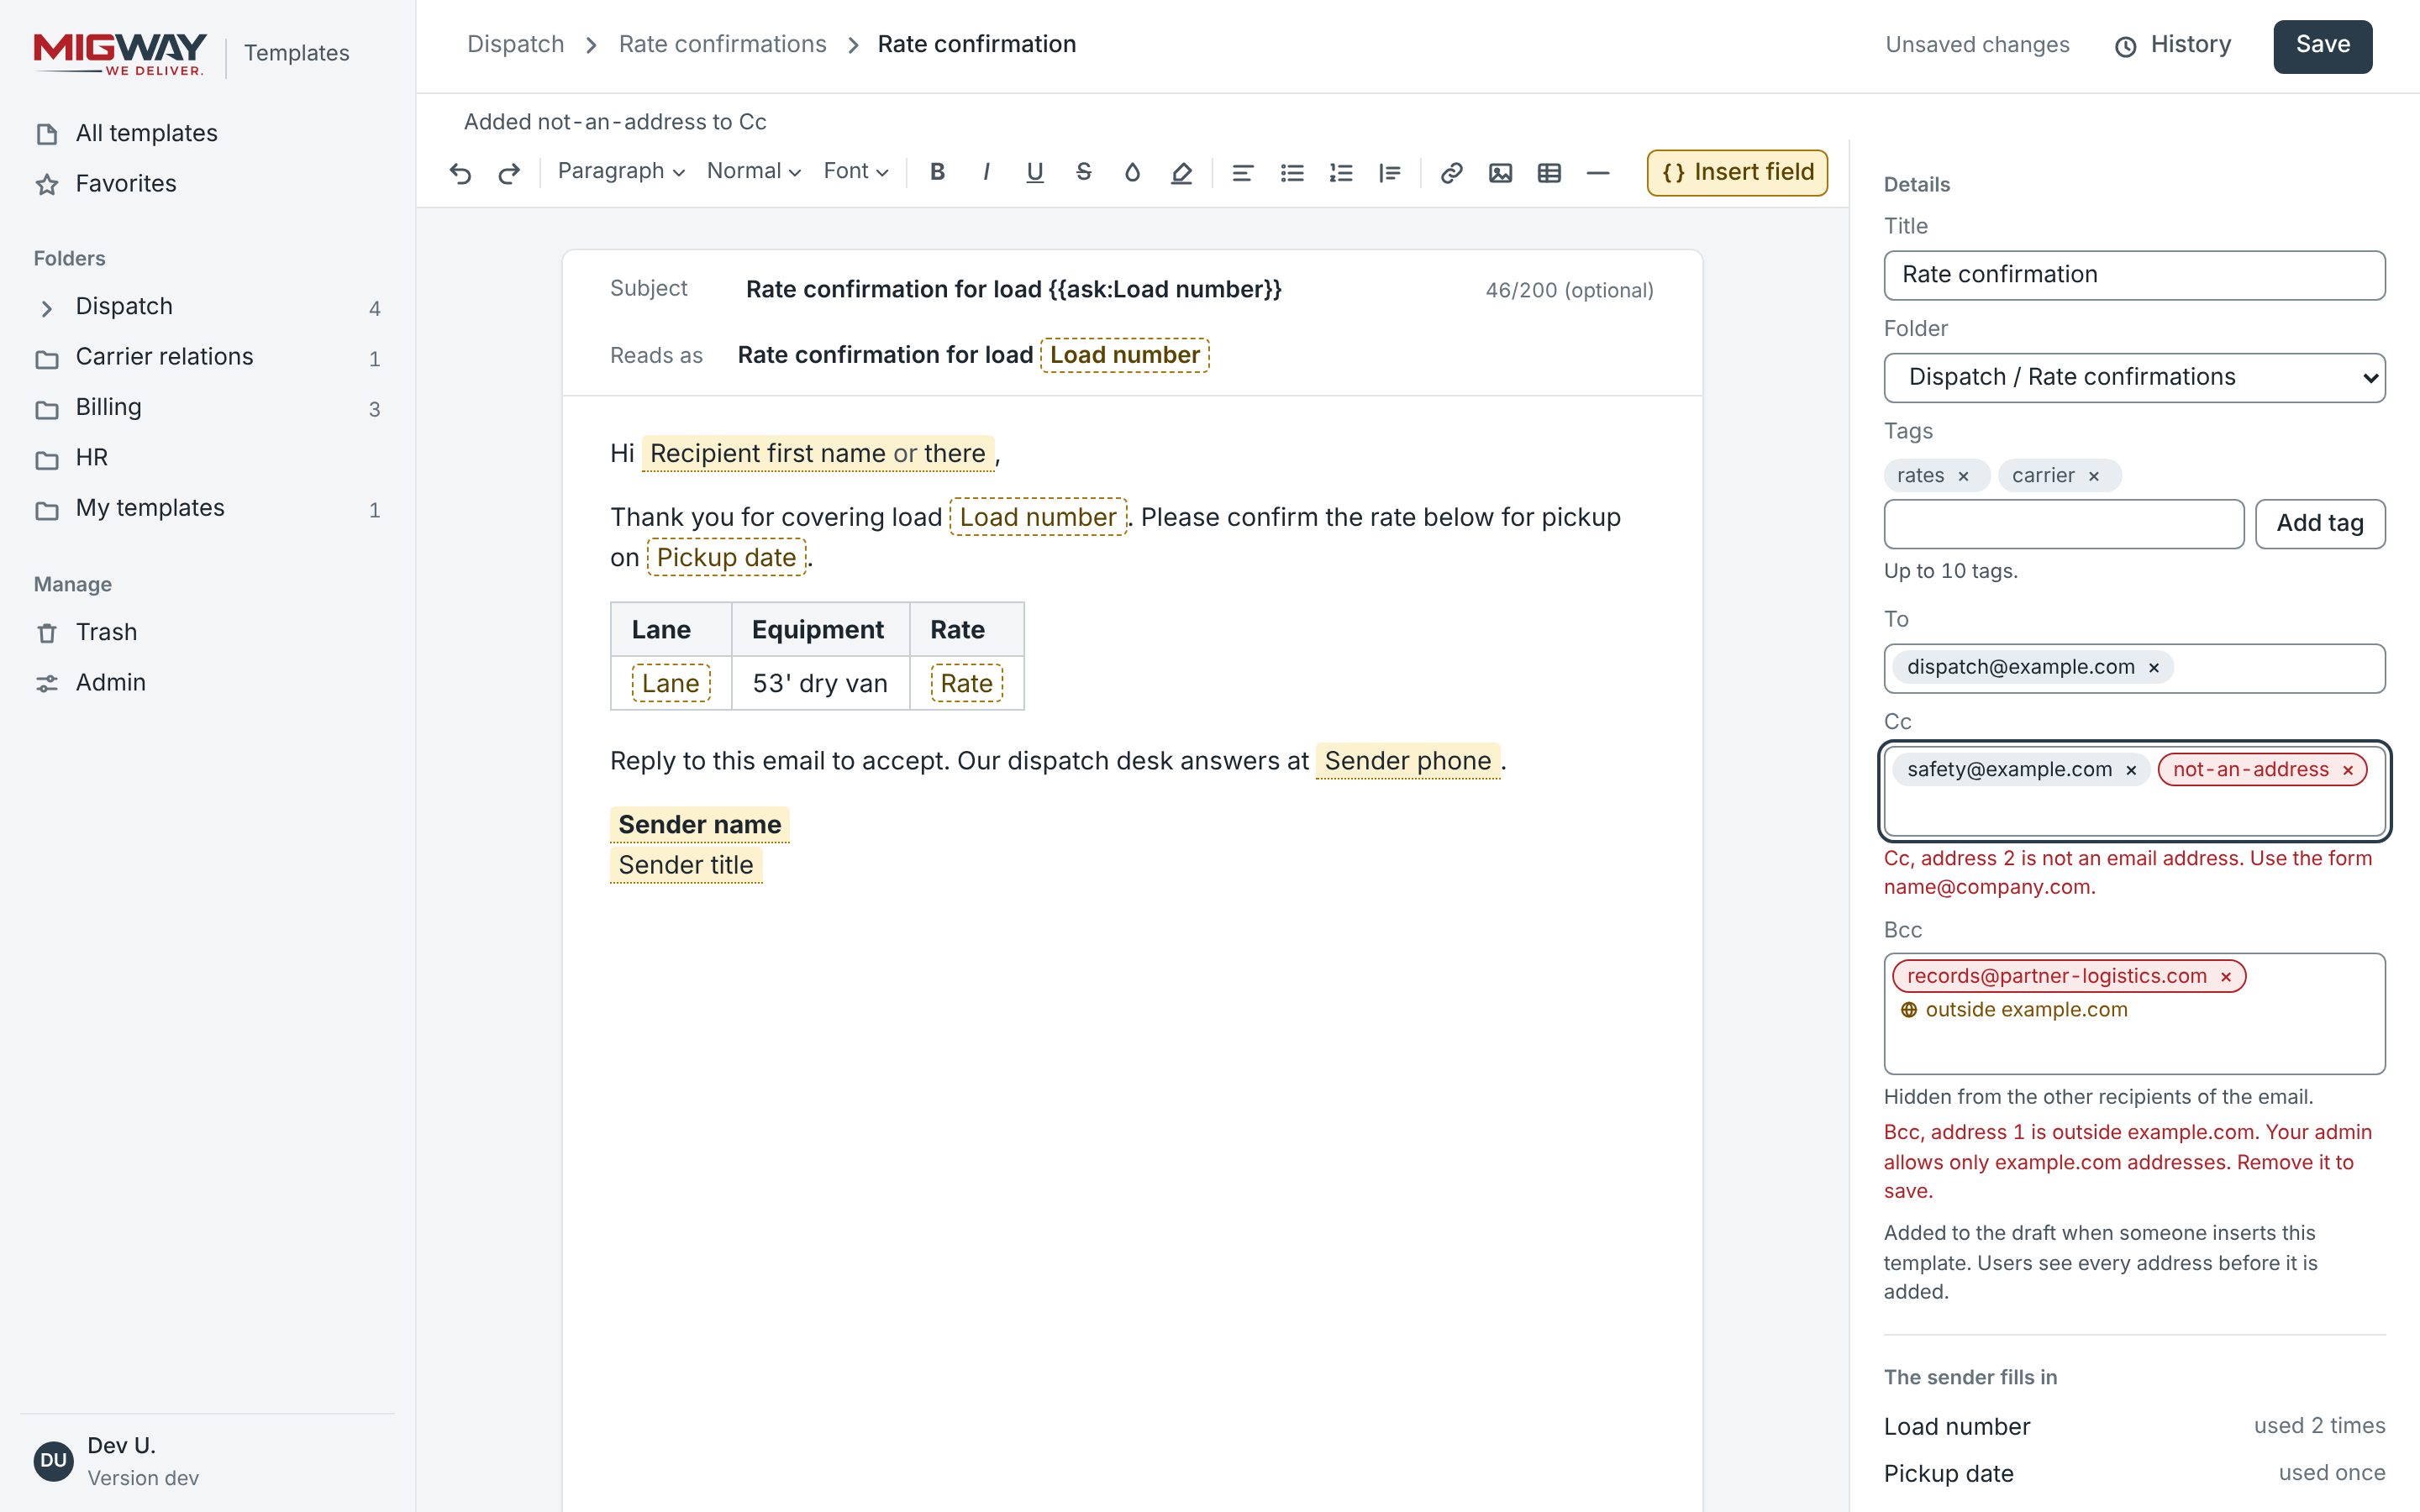 MIGWAY
WE DELIVER.
Templates
All templates
Favorites
Folders
Dispatch 4
Carrier relations 1
Billing 3
HR
My templates 1
Manage
Trash
Admin
DU
Dev U.
Version dev
Dispatch > Rate confirmations > Rate confirmation
Unsaved changes
History
Save
Added not-an-address to Cc
Paragraph Normal Font B I U S {} Insert field
Subject Rate confirmation for load {{ask:Load number}} 46/200 (optional)
Reads as Rate confirmation for load Load number
Hi Recipient first name or there ,
Thank you for covering load Load number . Please confirm the rate below for pickup
on Pickup date .
Lane Equipment Rate
Lane 53' dry van Rate
Reply to this email to accept. Our dispatch desk answers at Sender phone .
Sender name
Sender title
Details
Title
Rate confirmation
Folder
Dispatch / Rate confirmations
Tags
rates × carrier ×
Add tag
Up to 10 tags.
To
dispatch@example.com ×
Cc
safety@example.com × not-an-address ×
Cc, address 2 is not an email address. Use the form
name@company.com.
Bcc
records@partner-logistics.com ×
outside example.com
Hidden from the other recipients of the email.
Bcc, address 1 is outside example.com. Your admin
allows only example.com addresses. Remove it to
save.
Added to the draft when someone inserts this
template. Users see every address before it is
added.
The sender fills in
Load number used 2 times
Pickup date used once